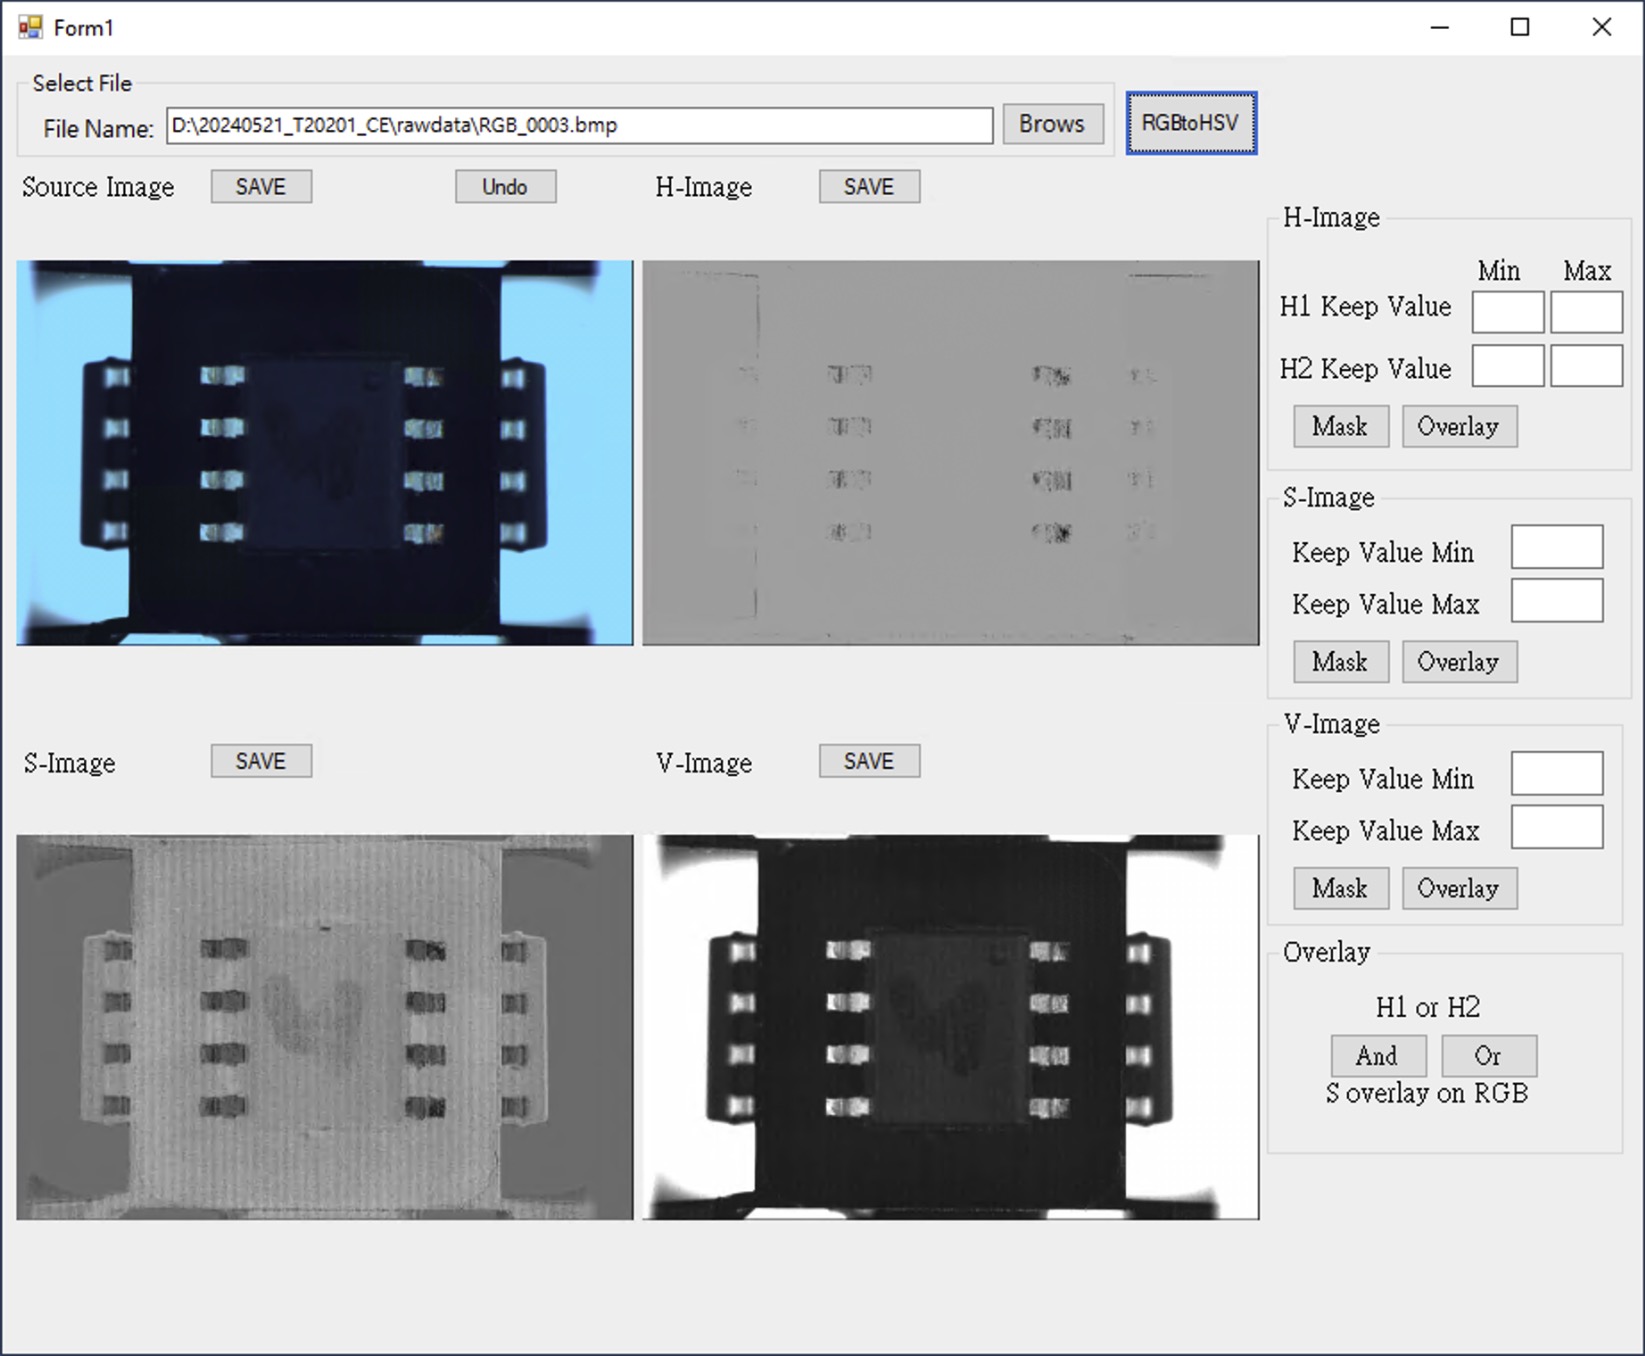 Form1
Select File
File Name: D:\20240521_T20201_CE\rawdata\RGB_0003.bmp Brows RGBtoHSV
Source Image SAVE Undo H-Image SAVE
H-Image
Min Max
H1 Keep Value
H2 Keep Value
Mask Overlay
S-Image
Keep Value Min
Keep Value Max
Mask Overlay
S-Image SAVE V-Image SAVE
V-Image
Keep Value Min
Keep Value Max
Mask Overlay
Overlay
H1 or H2
And Or
S overlay on RGB